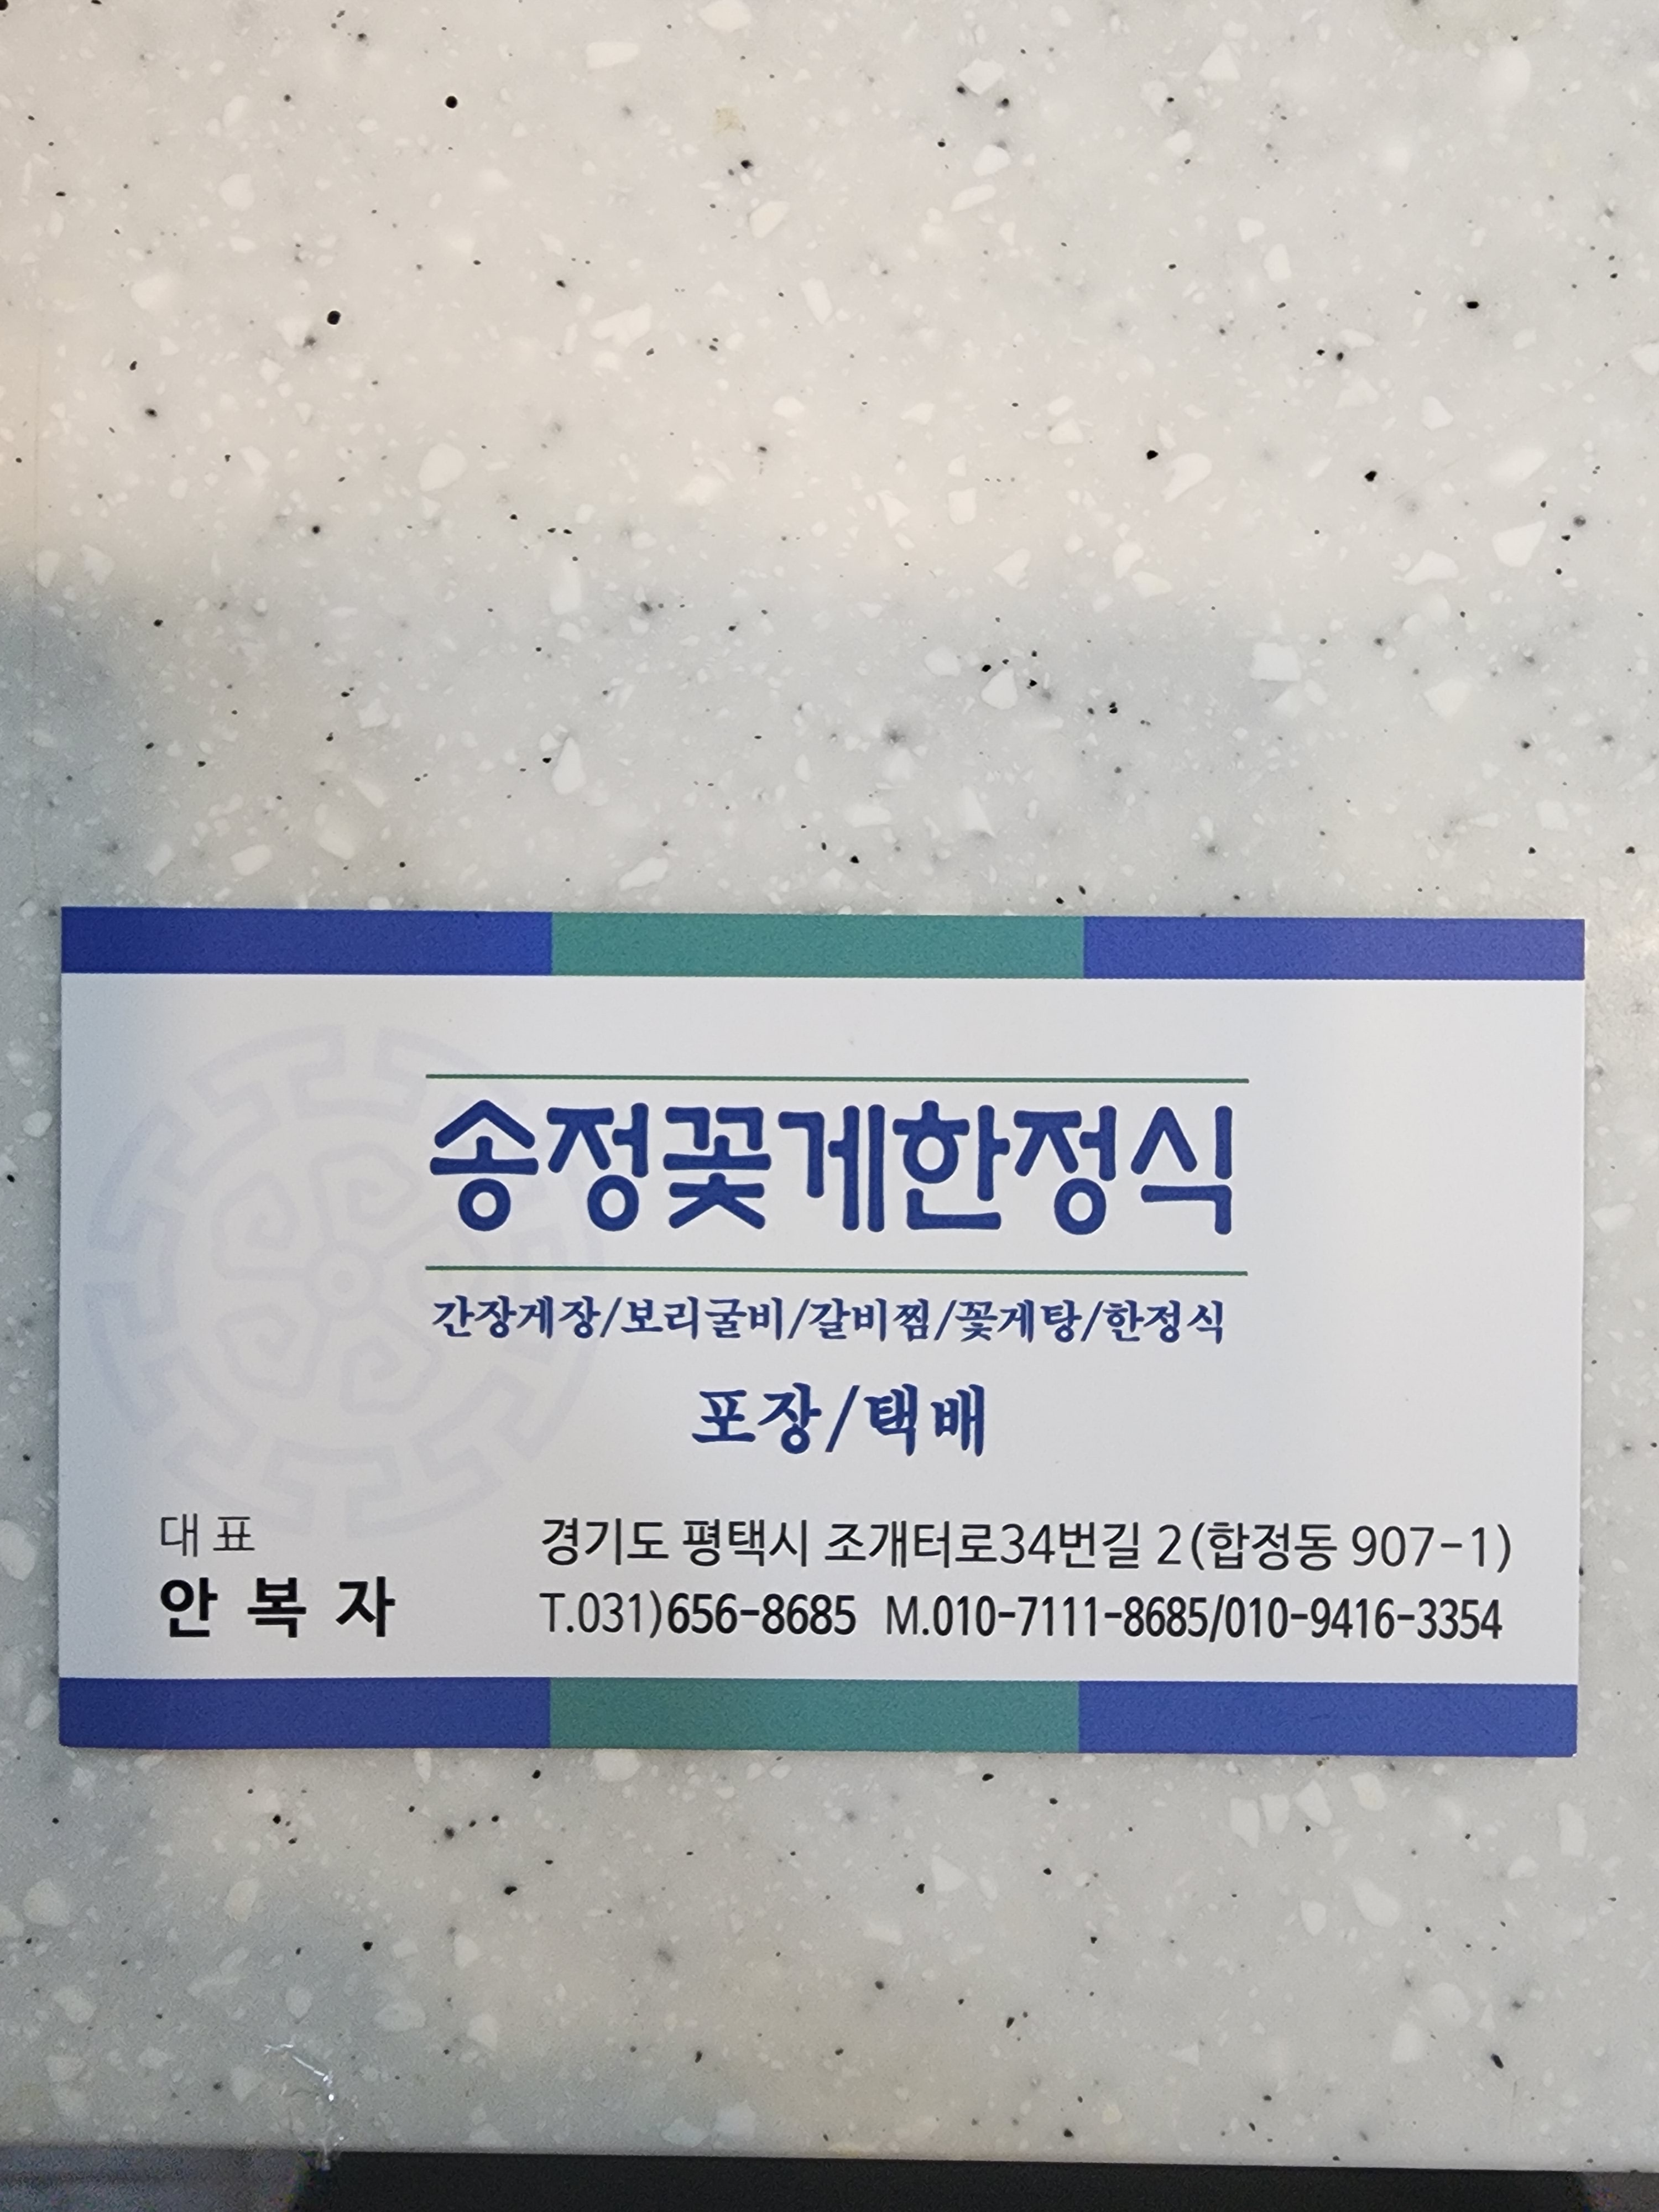 송정꽃게한정식
간장게장/보리굴비/갈비찜/꽃게탕/한정식
포장/택배
대표
안복자
경기도 평택시 조개터로34번길 2(합정동 907-1)
T.031)656-8685 M.010-7111-8685/010-9416-3354